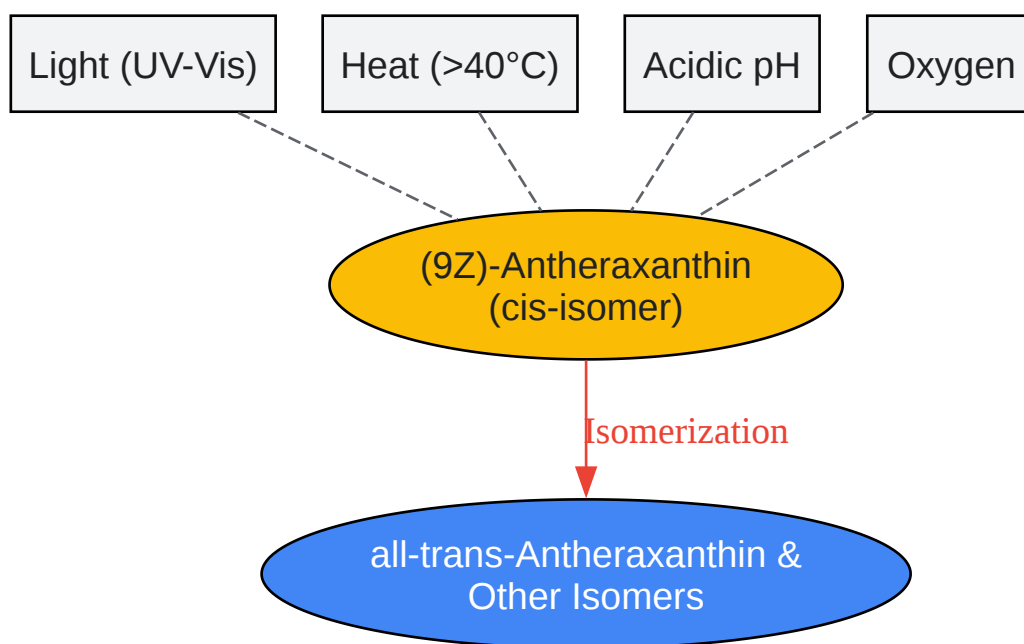 Light (UV-Vis)
Heat (>40°C)
Acidic pH
Oxygen
(9Z)-Antheraxanthin
(cis-isomer)
Isomerization
all-trans-Antheraxanthin &
Other Isomers